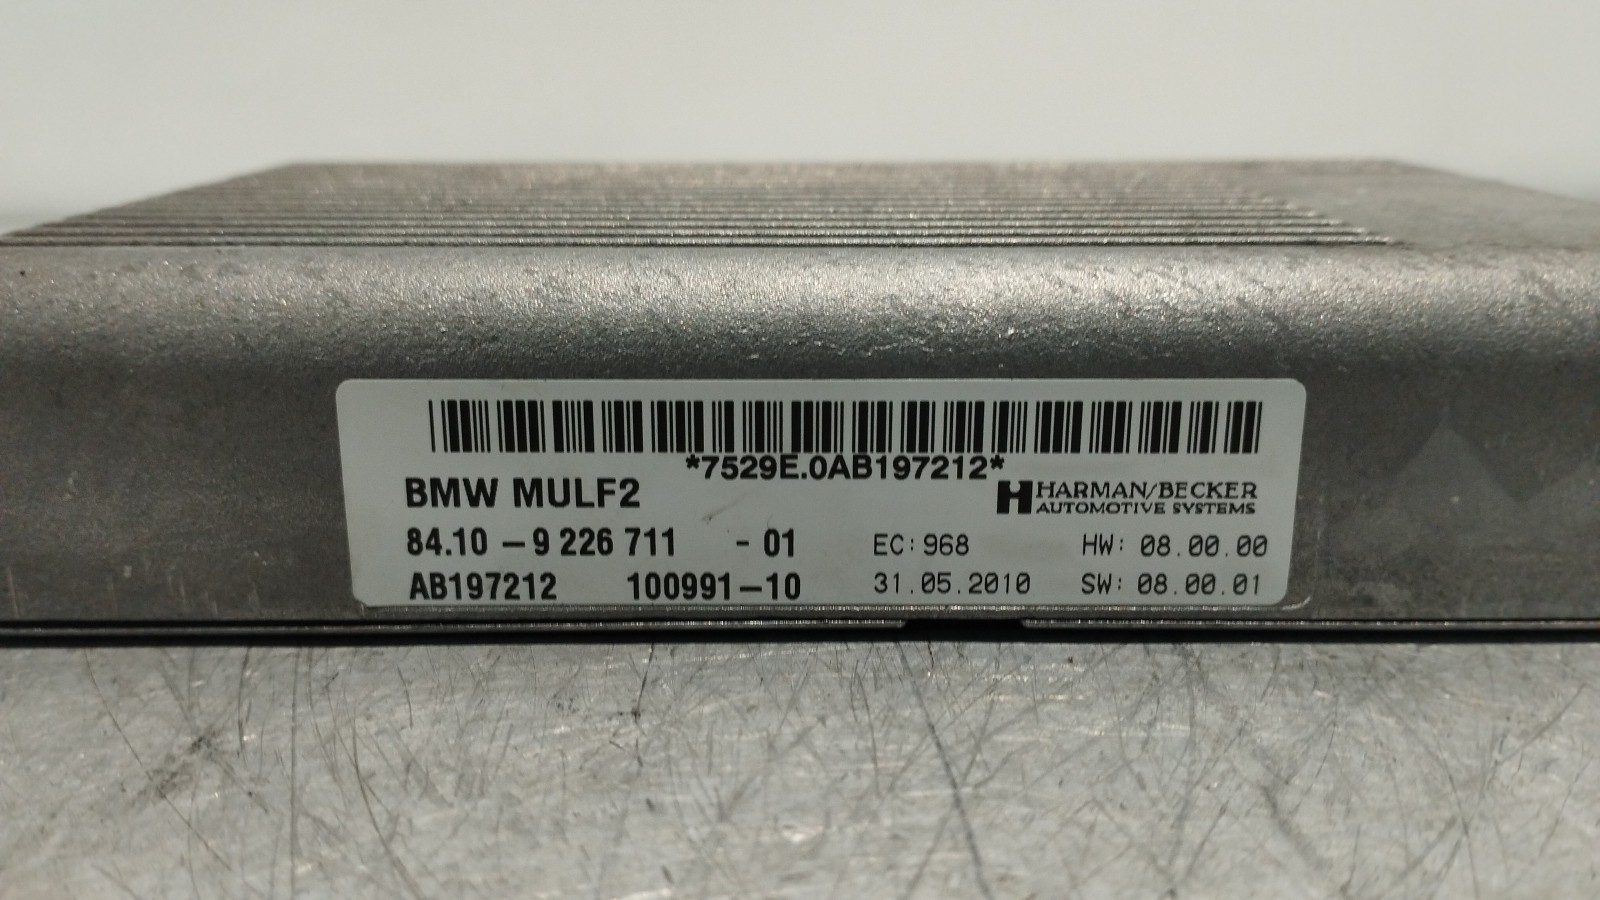 *7529E.0AB197212*
BMW MULF2
HARMAN/BECKER
AUTOMOTIVE SYSTEMS
84.10 – 9 226 711 - 01 EC: 968 HW: 08.00.00
AB197212 100991–10 31.05.2010 SW: 08.00.01